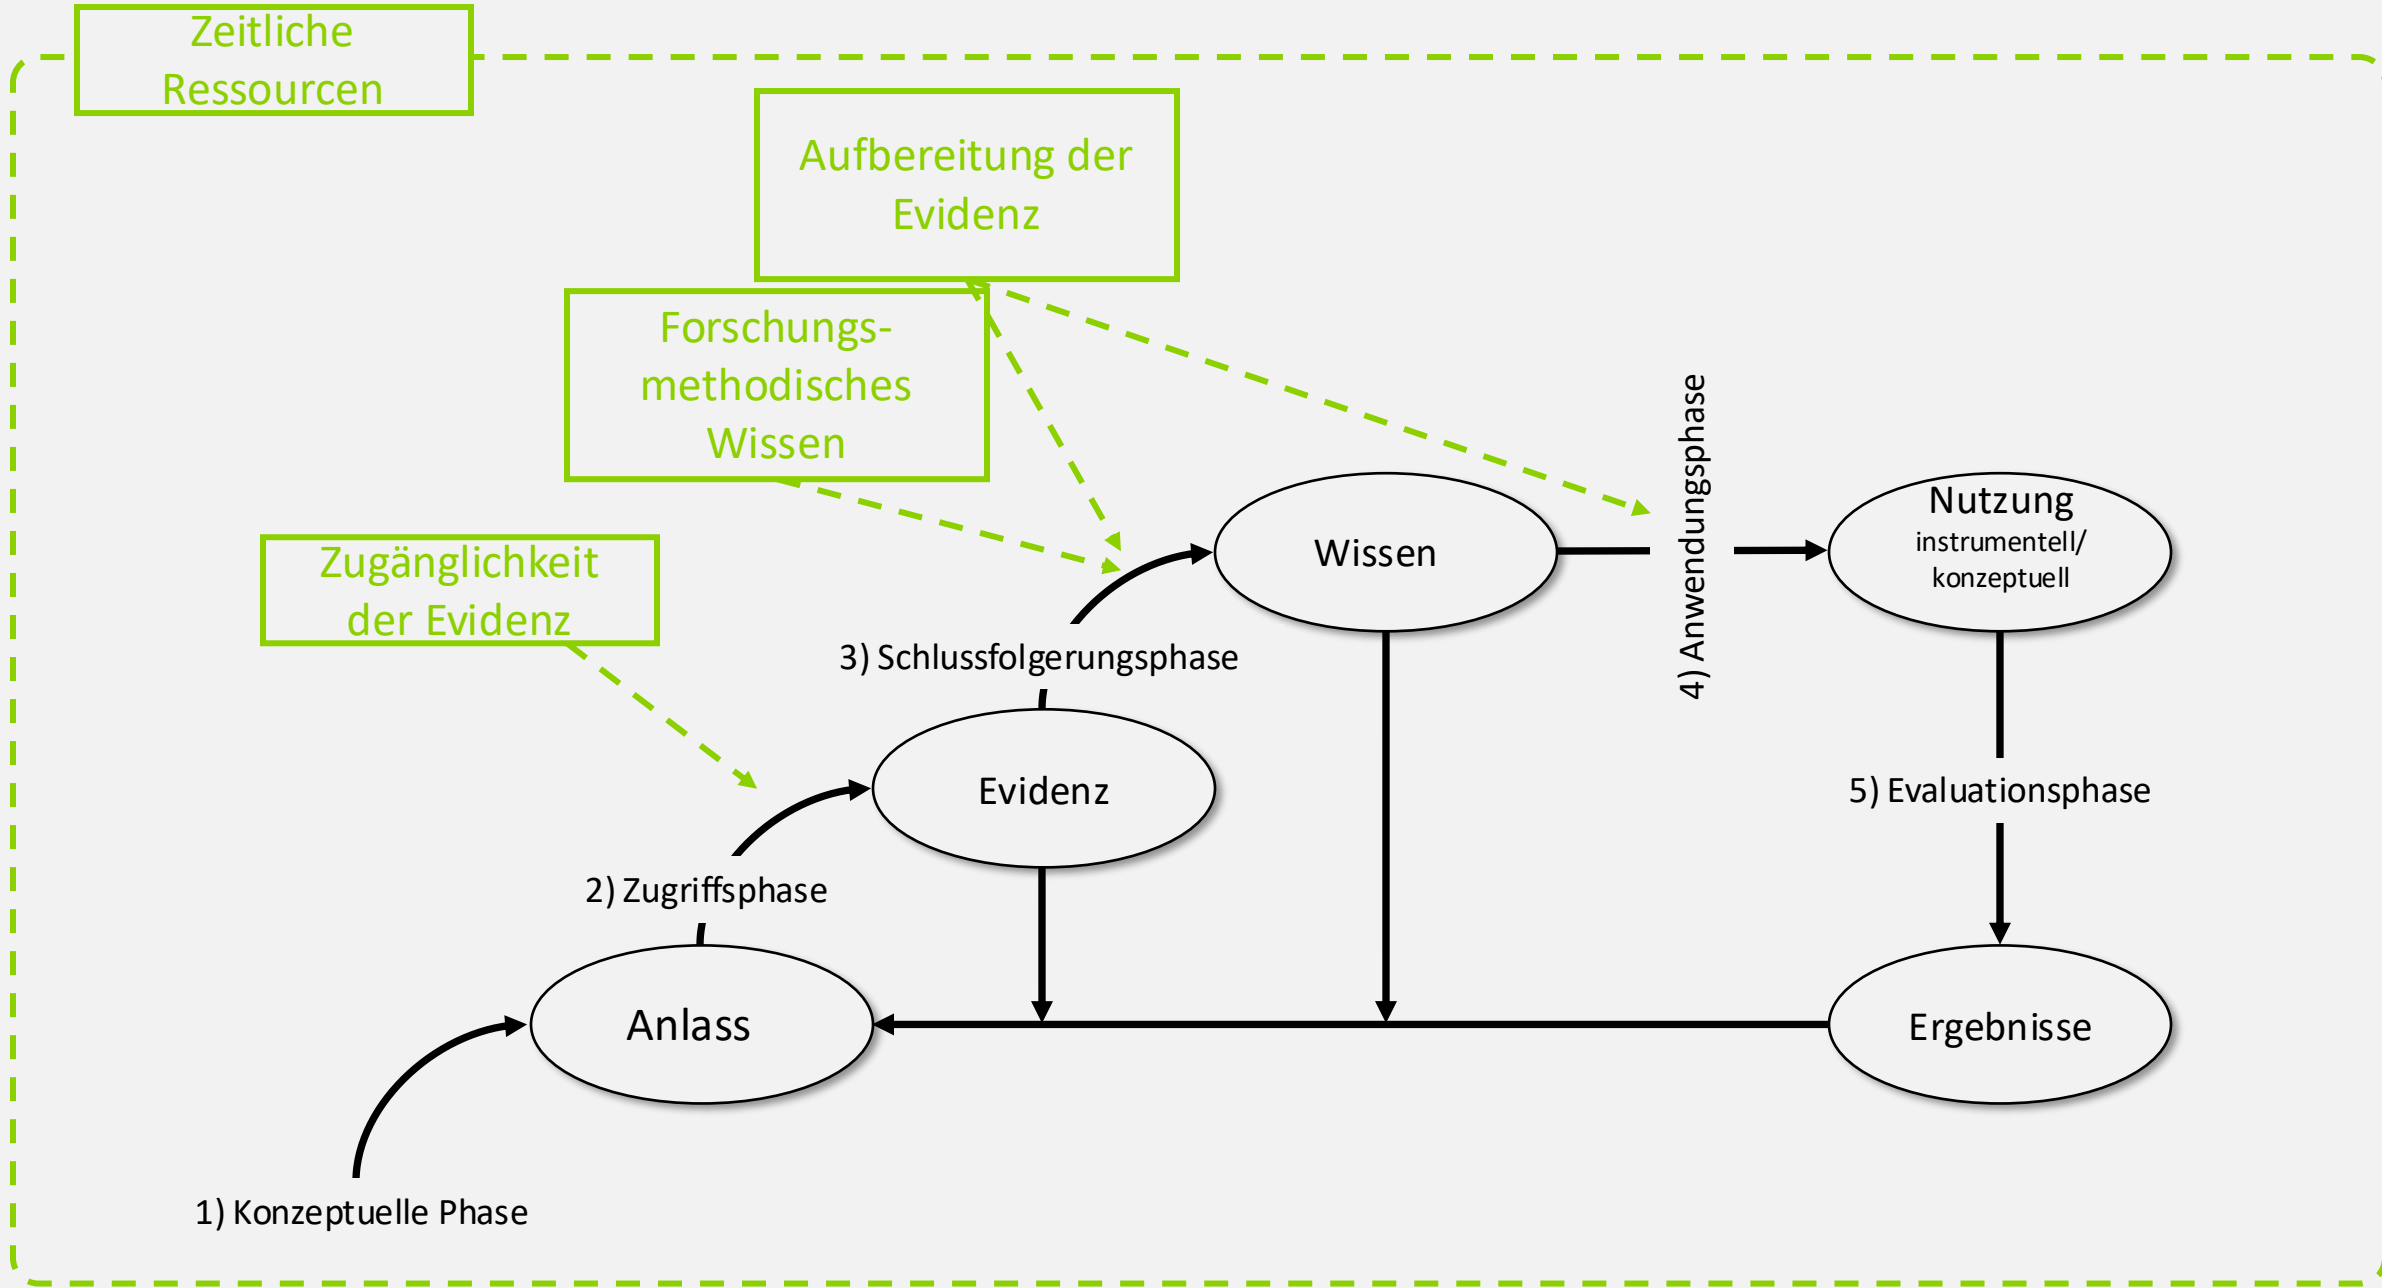 Zeitliche
Ressourcen
Aufbereitung der
Evidenz
Forschungs-
methodisches
Wissen
Zugänglichkeit
der Evidenz
4) Anwendungsphase
Wissen
Nutzung
instrumentell/
konzeptuell
3) Schlussfolgerungsphase
Evidenz
5) Evaluationsphase
2) Zugriffsphase
Anlass
Ergebnisse
1) Konzeptuelle Phase